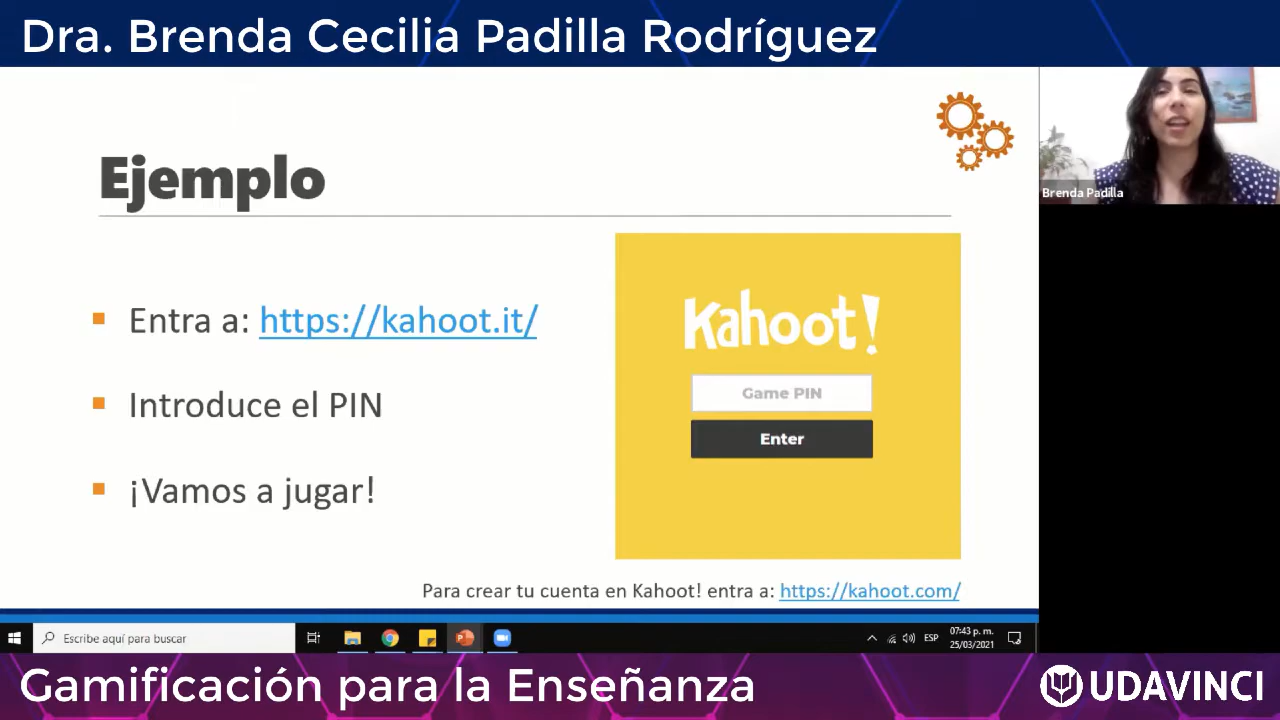 Dra. Brenda Cecilia Padilla Rodríguez
Ejemplo
Brenda Padilla
Entra a: https://kahoot.it/
Introduce el PIN
¡Vamos a jugar!
Kahoot!
Game PIN
Enter
Para crear tu cuenta en Kahoot! entra a: https://kahoot.com/
Escribe aquí para buscar
ESP
07:43 p. m.
25/03/2021
Gamificación para la Enseñanza
UDAVINCI